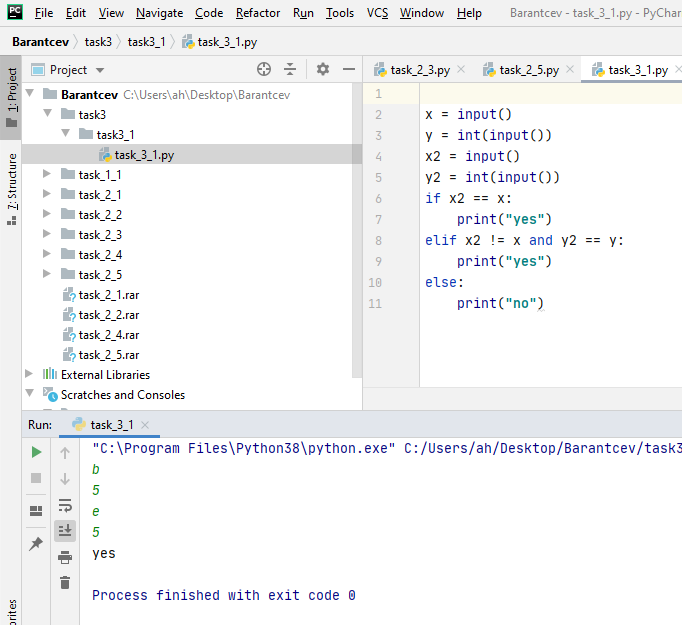 PC File Edit View Navigate Code Refactor Run Tools VCS Window Help Barantcev - task_3_1.py - PyChar
Barantcev task3 task3_1 task_3_1.py
1: Project
7: Structure
Project
Barantcev C:\Users\ah\Desktop\Barantcev
task3
task3_1
task_3_1.py
task_1_1
task_2_1
task_2_2
task_2_3
task_2_4
task_2_5
task_2_1.rar
task_2_2.rar
task_2_4.rar
task_2_5.rar
External Libraries
Scratches and Consoles
task_2_3.py task_2_5.py task_3_1.py
1
2 x = input()
3 y = int(input())
4 x2 = input()
5 y2 = int(input())
6 if x2 == x:
7 print("yes")
8 elif x2 != x and y2 == y:
9 print("yes")
10 else:
11 print("no")
Run: task_3_1
"C:\Program Files\Python38\python.exe" C:/Users/ah/Desktop/Barantcev/task3
b
5
e
5
yes
Process finished with exit code 0
orites